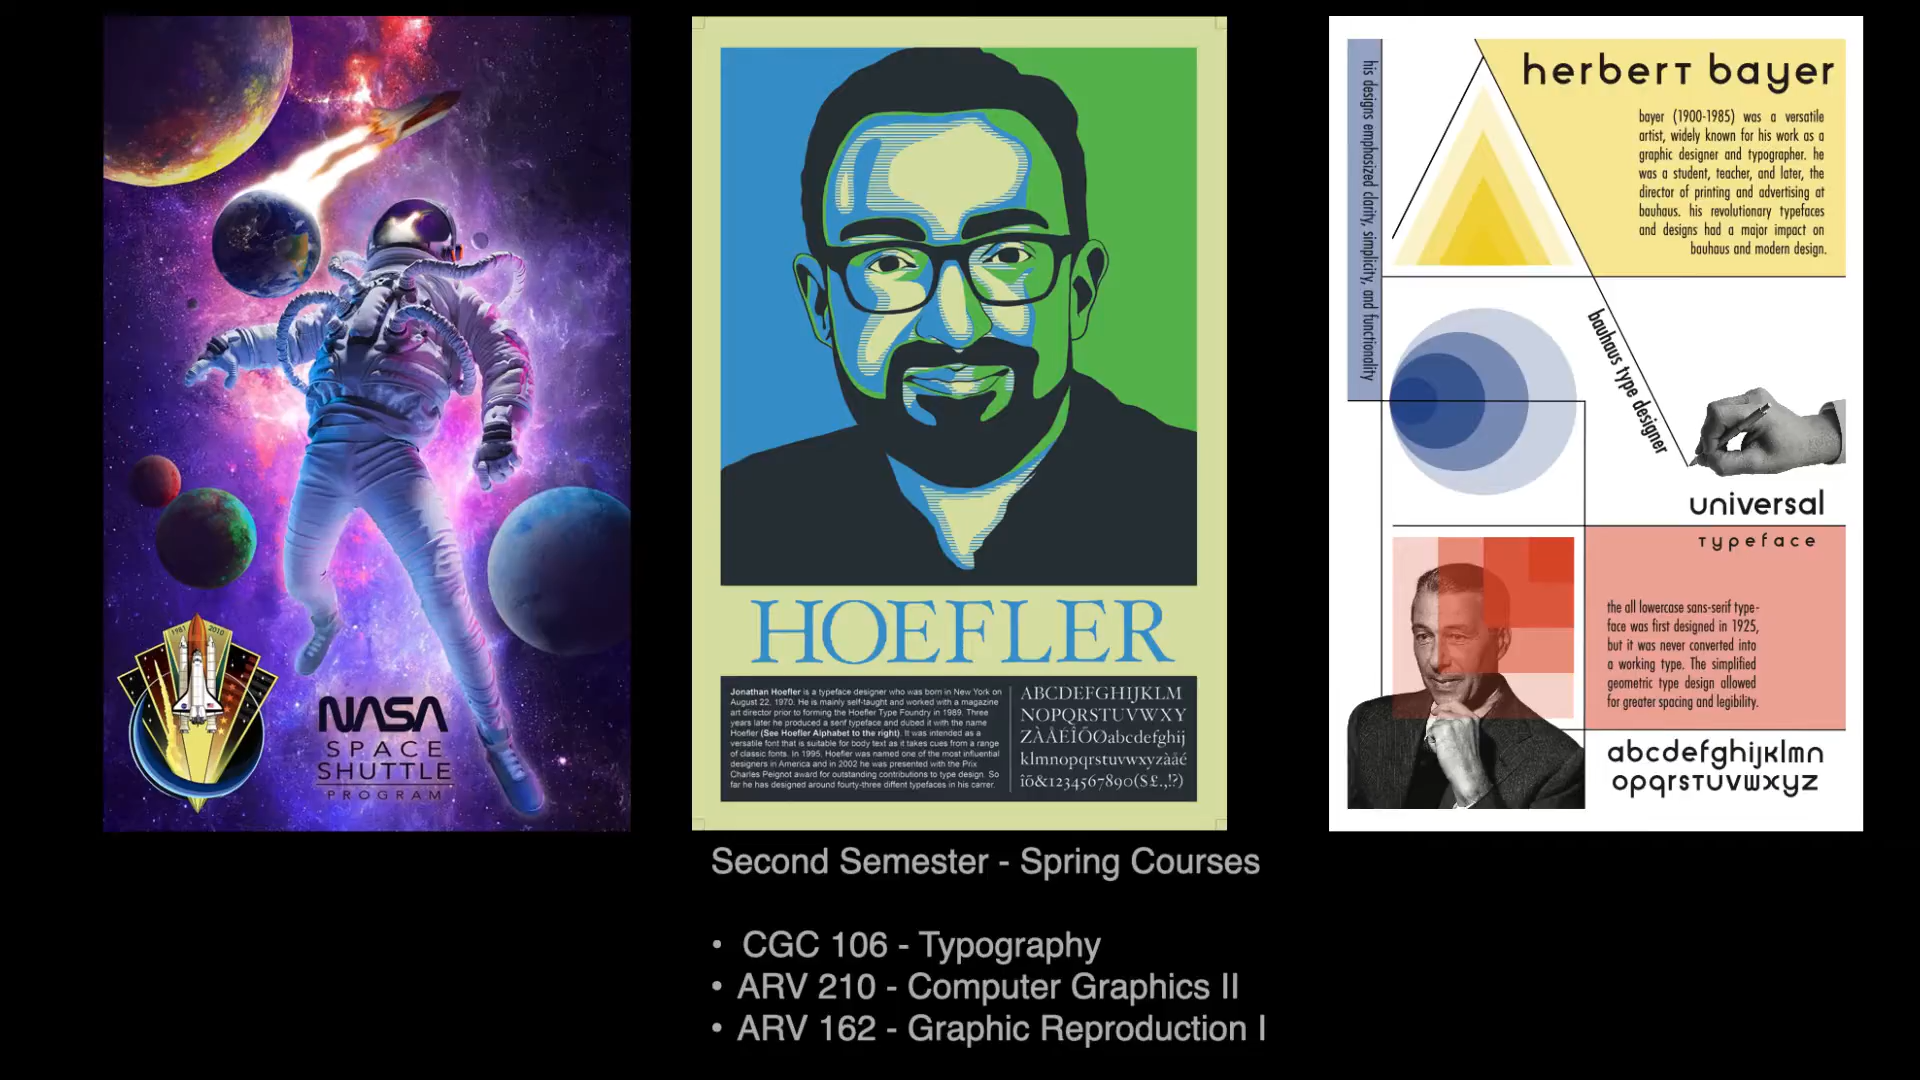 1981 2010
NASA
SPACE
SHUTTLE
PROGRAM
HOEFLER
Jonathan Hoefler is a typeface designer who was born in New York on
August 22, 1970. He is mainly self-taught and worked with a magazine
art director prior to forming the Hoefler Type Foundry in 1989. Three
years later he produced a serif typeface and dubed it with the name
Hoefler (See Hoefler Alphabet to the right). It was intended as a
versatile font that is suitable for body text as it takes cues from a range
of classic fonts. In 1995, Hoefler was named one of the most influential
designers in America and in 2002 he was presented with the Prix
Charles Peignot award for outstanding contributions to type design. So
far he has designed around fourty-three diffent typefaces in his carrer.
ABCDEFGHIJKLM
NOPQRSTUVWXY
ZÀÅÉÎÕØabcdefghij
klmnopqrstuvwxyzàåé
îõ&1234567890($£.,!?)
his designs emphasized clarity, simplicity, and functionality
herbert bayer
bayer (1900-1985) was a versatile
artist, widely known for his work as a
graphic designer and typographer. he
was a student, teacher, and later, the
director of printing and advertising at
bauhaus. his revolutionary typefaces
and designs had a major impact on
bauhaus and modern design.
bauhaus type designer
universal
typeface
the all lowercase sans-serif type-
face was first designed in 1925,
but it was never converted into
a working type. The simplified
geometric type design allowed
for greater spacing and legibility.
abcdefghijklmn
opqrstuvwxyz
Second Semester - Spring Courses
• CGC 106 - Typography
• ARV 210 - Computer Graphics II
• ARV 162 - Graphic Reproduction I